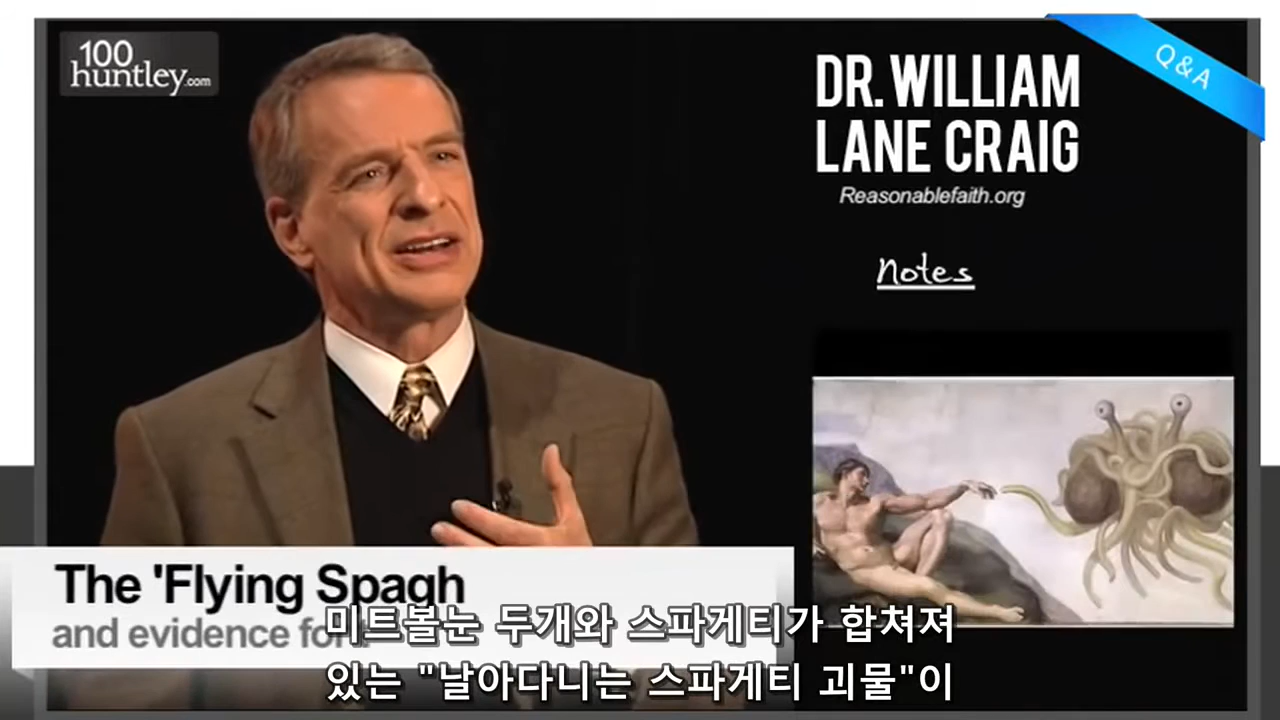 100
huntley.com
DR. WILLIAM
LANE CRAIG
Reasonablefaith.org
Q&A
Notes
The 'Flying Spagh
and evidence for
미트볼눈 두개와 스파게티가 합쳐져
있는 "날아다니는 스파게티 괴물"이